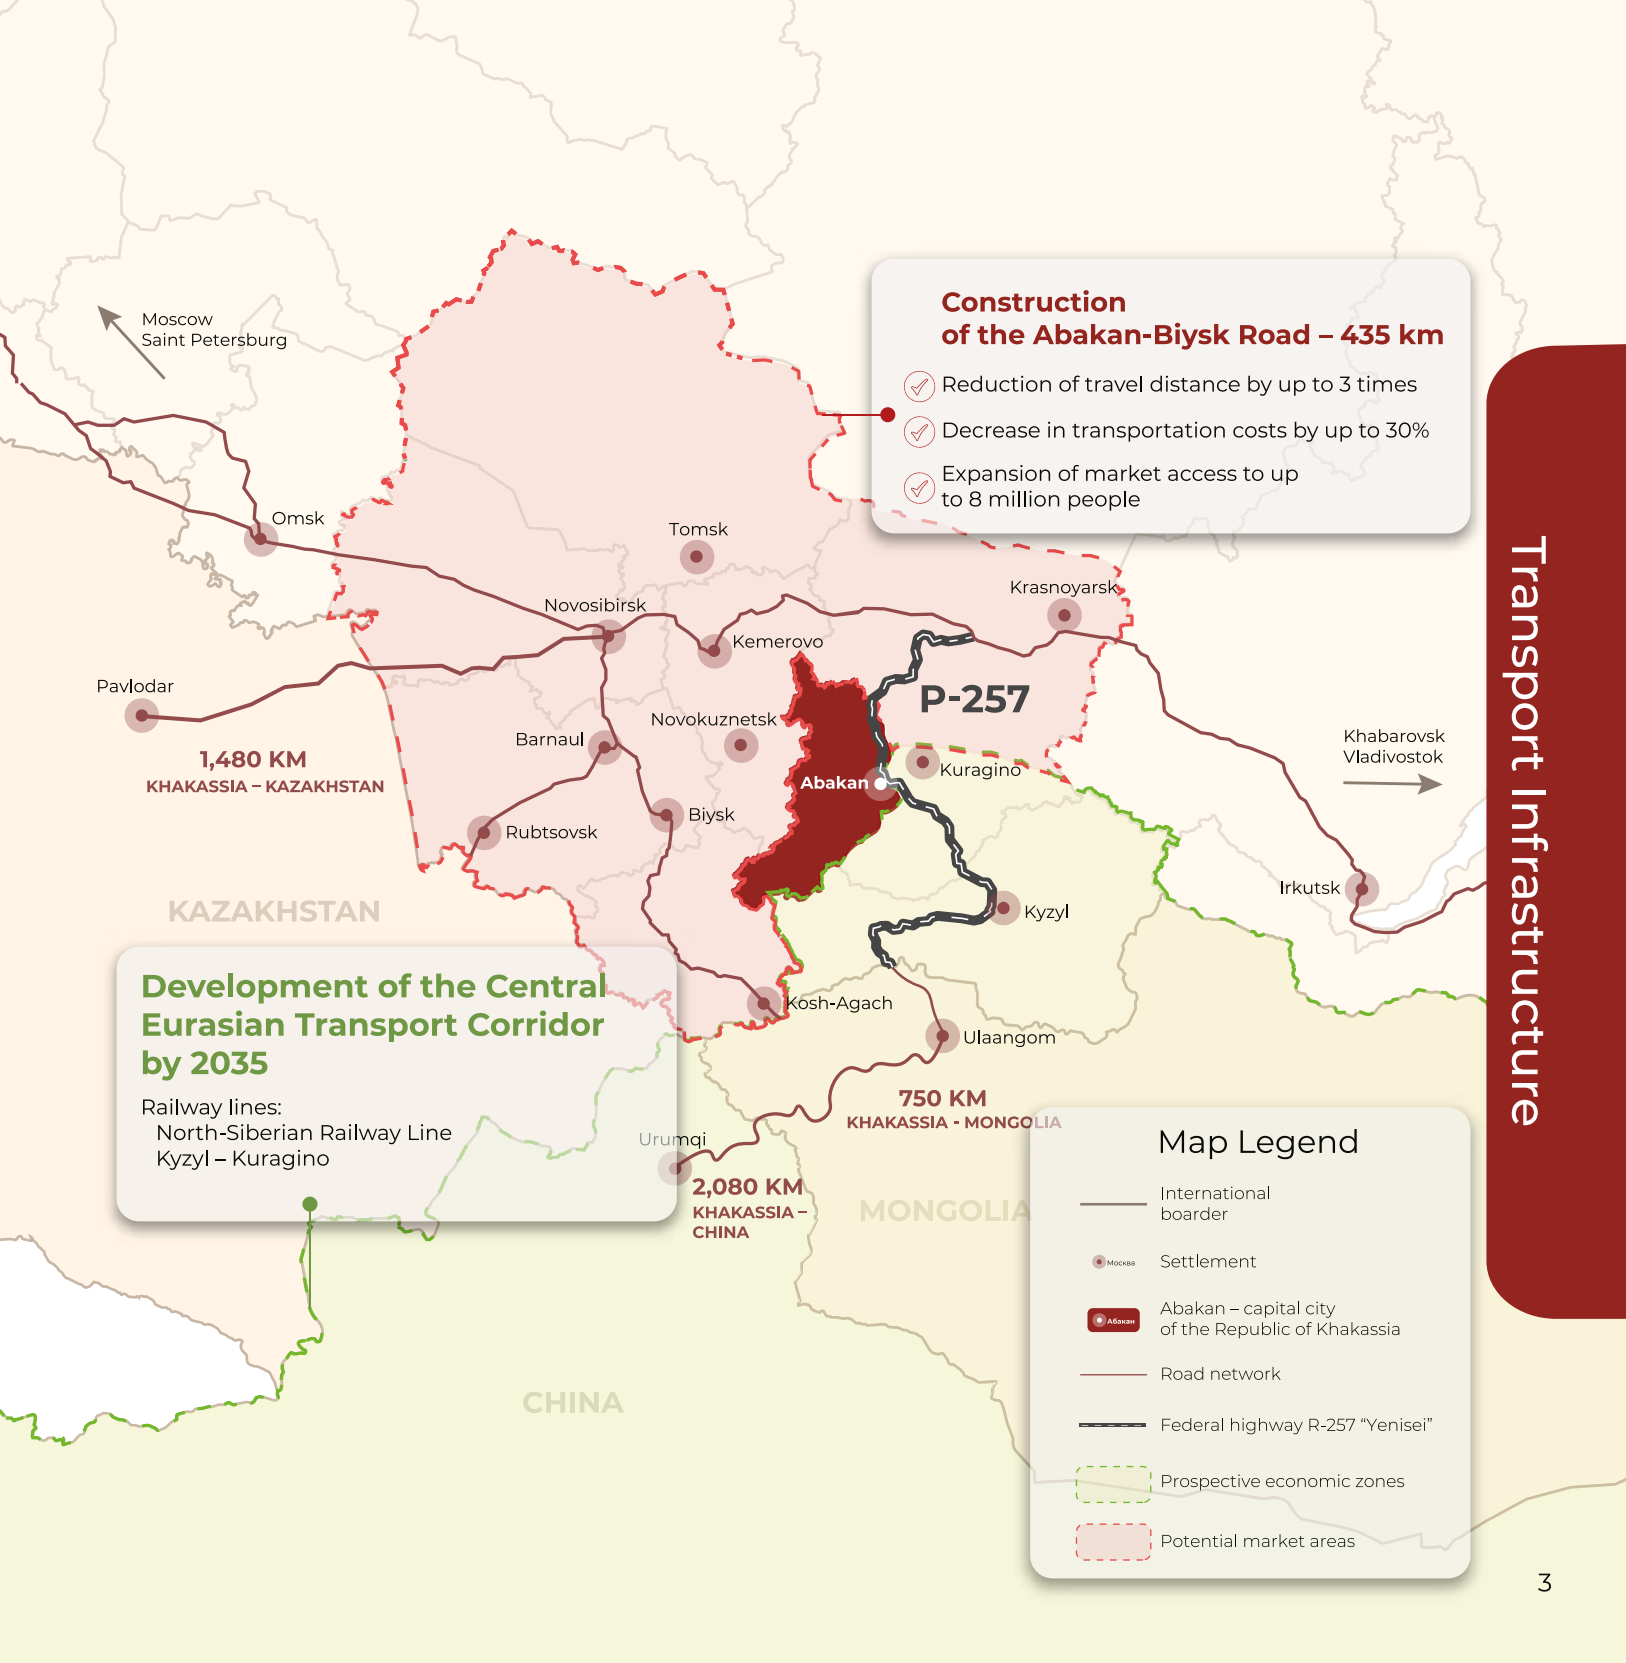 Construction
of the Abakan-Biysk Road – 435 km
Reduction of travel distance by up to 3 times
Decrease in transportation costs by up to 30%
Expansion of market access to up
to 8 million people
Moscow
Saint Petersburg
Omsk
Tomsk
Krasnoyarsk
Novosibirsk
Kemerovo
Pavlodar
P-257
Novokuznetsk
Barnaul
Khabarovsk
Vladivostok
1,480 KM
KHAKASSIA – KAZAKHSTAN
Kuragino
Abakan
Biysk
Rubtsovsk
Irkutsk
KAZAKHSTAN
Kyzyl
Development of the Central
Eurasian Transport Corridor
by 2035
Railway lines:
North-Siberian Railway Line
Kyzyl – Kuragino
Kosh-Agach
Ulaangom
750 KM
KHAKASSIA - MONGOLIA
Urumqi
2,080 KM
KHAKASSIA –
CHINA
MONGOLIA
CHINA
Map Legend
International
boarder
Москва
Settlement
Абакан
Abakan – capital city
of the Republic of Khakassia
Road network
Federal highway R-257 “Yenisei”
Prospective economic zones
Potential market areas
Transport Infrastructure
3